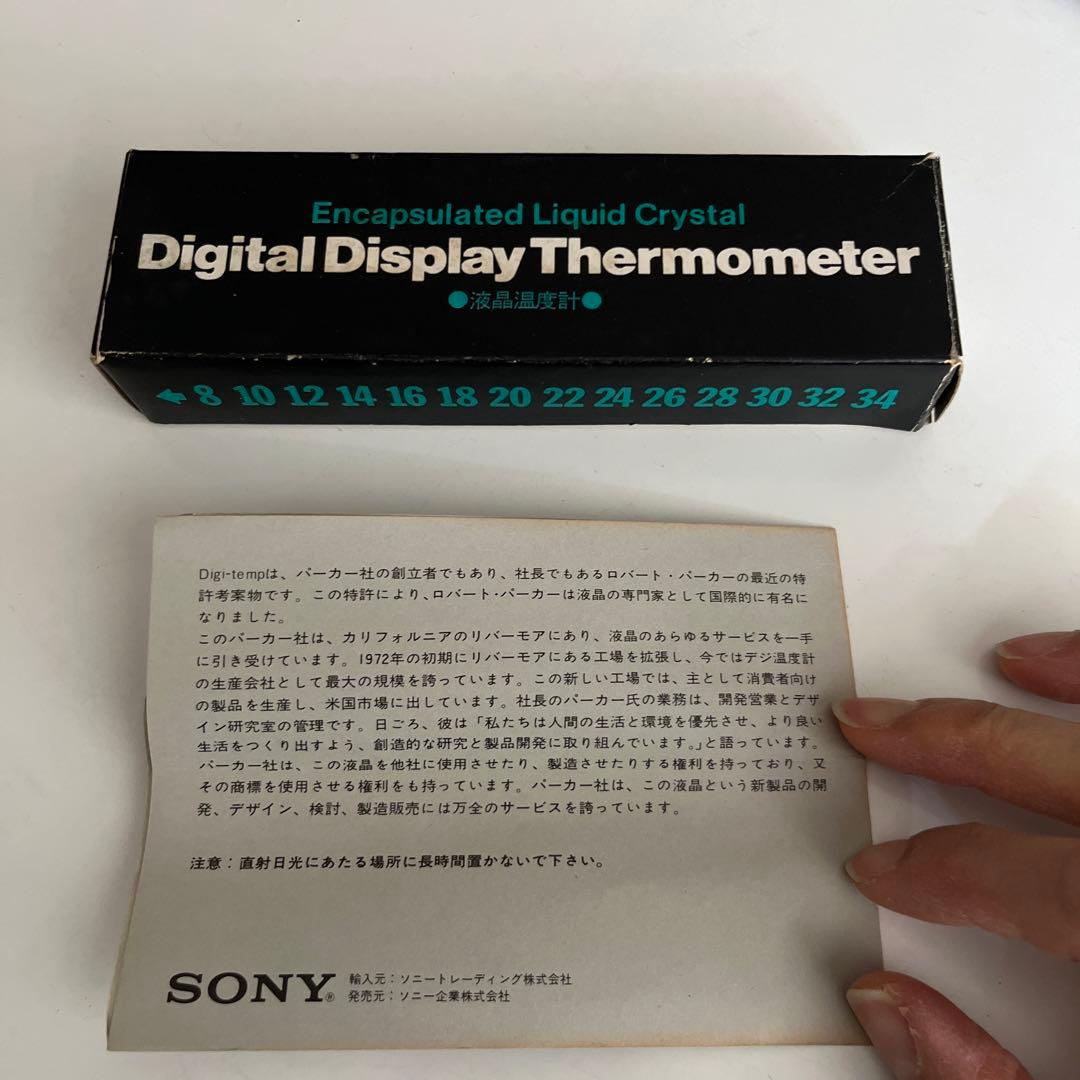 Encapsulated Liquid Crystal
Digital Display Thermometer
●液晶温度計●
←8 10 12 14 16 18 20 22 24 26 28 30 32 34
Digi-tempは、パーカー社の創立者でもあり、社長でもあるロバート・パーカーの最近の特
許考案物です。この特許により、ロバート・パーカーは液晶の専門家として国際的に有名に
なりました。
このパーカー社は、カリフォルニアのリバーモアにあり、液晶のあらゆるサービスを一手
に引き受けています。1972年の初期にリバーモアにある工場を拡張し、今ではデジ温度計
の生産会社として最大の規模を誇っています。この新しい工場では、主として消費者向け
の製品を生産し、米国市場に出しています。社長のパーカー氏の業務は、開発営業とデザ
イン研究室の管理です。日ごろ、彼は「私たちは人間の生活と環境を優先させ、より良い
生活をつくり出すよう、創造的な研究と製品開発に取り組んでいます。」と語っています。
パーカー社は、この液晶を他社に使用させたり、製造させたりする権利を持っており、又
その商標を使用させる権利をも持っています。パーカー社は、この液晶という新製品の開
発、デザイン、検討、製造販売には万全のサービスを誇っています。
注意：直射日光にあたる場所に長時間置かないで下さい。
SONY® 輸入元：ソニートレーディング株式会社
発売元：ソニー企業株式会社